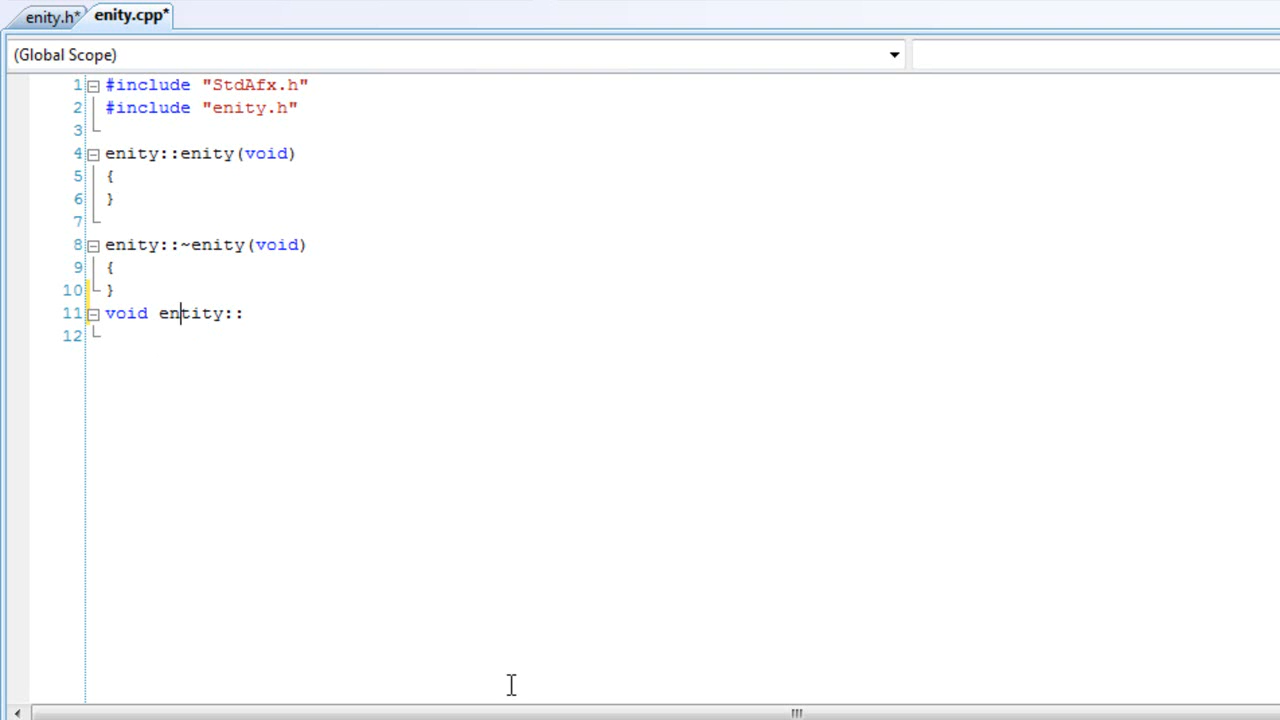 enity.h* enity.cpp*
(Global Scope)
1 #include "StdAfx.h"
2 #include "enity.h"
3
4 enity::enity(void)
5 {
6 }
7
8 enity::~enity(void)
9 {
10 }
11 void entity::
12